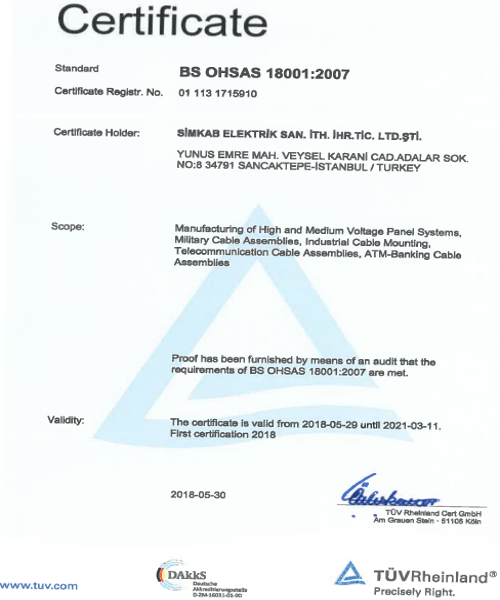 Certificate
Standard BS OHSAS 18001:2007
Certificate Registr. No. 01 113 1715910
Certificate Holder: SİMKAB ELEKTRİK SAN. İTH. İHR.TİC. LTD.ŞTİ.
YUNUS EMRE MAH. VEYSEL KARANİ CAD.ADALAR SOK.
NO:8 34791 SANCAKTEPE-İSTANBUL / TURKEY
Scope: Manufacturing of High and Medium Voltage Panel Systems,
Military Cable Assemblies, Industrial Cable Mounting,
Telecommunication Cable Assemblies, ATM-Banking Cable
Assemblies
Proof has been furnished by means of an audit that the
requirements of BS OHSAS 18001:2007 are met.
Validity: The certificate is valid from 2018-05-29 until 2021-03-11.
First certification 2018
2018-05-30
TÜV Rheinland Cert GmbH
Am Grauen Stein · 51105 Köln
www.tuv.com
DAkkS
Deutsche
Akkreditierungsstelle
D-ZM-16031-01-00
TÜVRheinland®
Precisely Right.